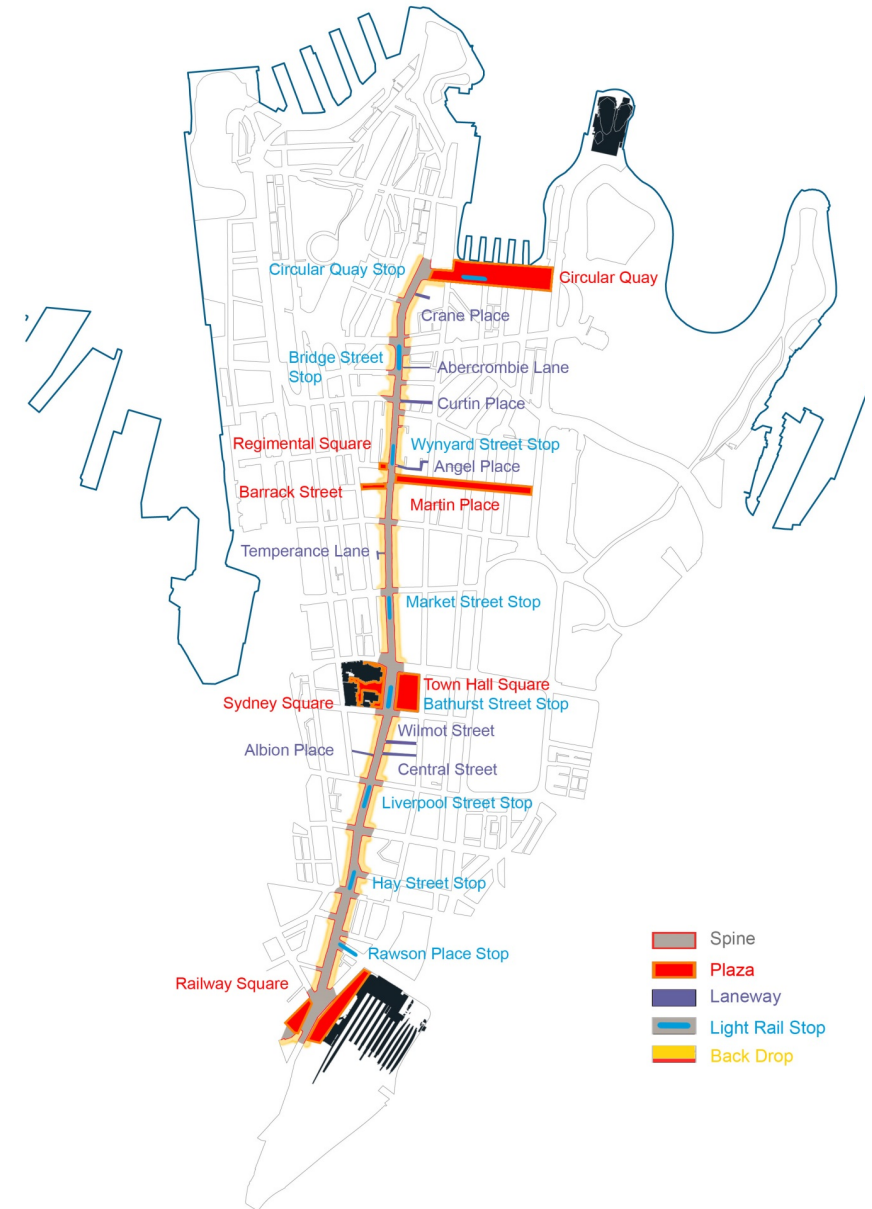 Circular Quay Stop
Circular Quay
Crane Place
Bridge Street
Stop
Abercrombie Lane
Curtin Place
Regimental Square
Wynyard Street Stop
Angel Place
Barrack Street
Martin Place
Temperance Lane
Market Street Stop
Town Hall Square
Sydney Square
Bathurst Street Stop
Wilmot Street
Albion Place
Central Street
Liverpool Street Stop
Hay Street Stop
Rawson Place Stop
Railway Square
Spine
Plaza
Laneway
Light Rail Stop
Back Drop